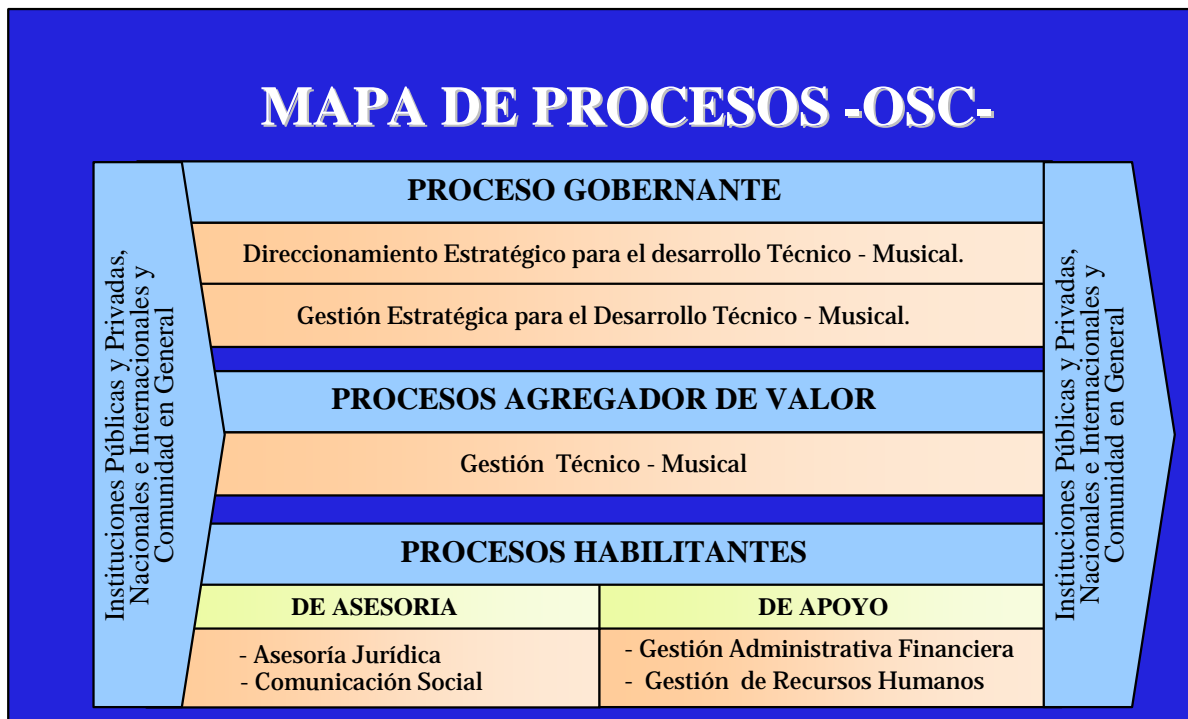 MAPA DE PROCESOS -OSC-
Instituciones Públicas y Privadas,
Nacionales e Internacionales y
Comunidad en General
PROCESO GOBERNANTE
Direccionamiento Estratégico para el desarrollo Técnico - Musical.
Gestión Estratégica para el Desarrollo Técnico - Musical.
PROCESOS AGREGADOR DE VALOR
Gestión Técnico - Musical
PROCESOS HABILITANTES
DE ASESORIA
- Asesoría Jurídica
- Comunicación Social
DE APOYO
- Gestión Administrativa Financiera
- Gestión de Recursos Humanos
Instituciones Públicas y Privadas,
Nacionales e Internacionales y
Comunidad en General